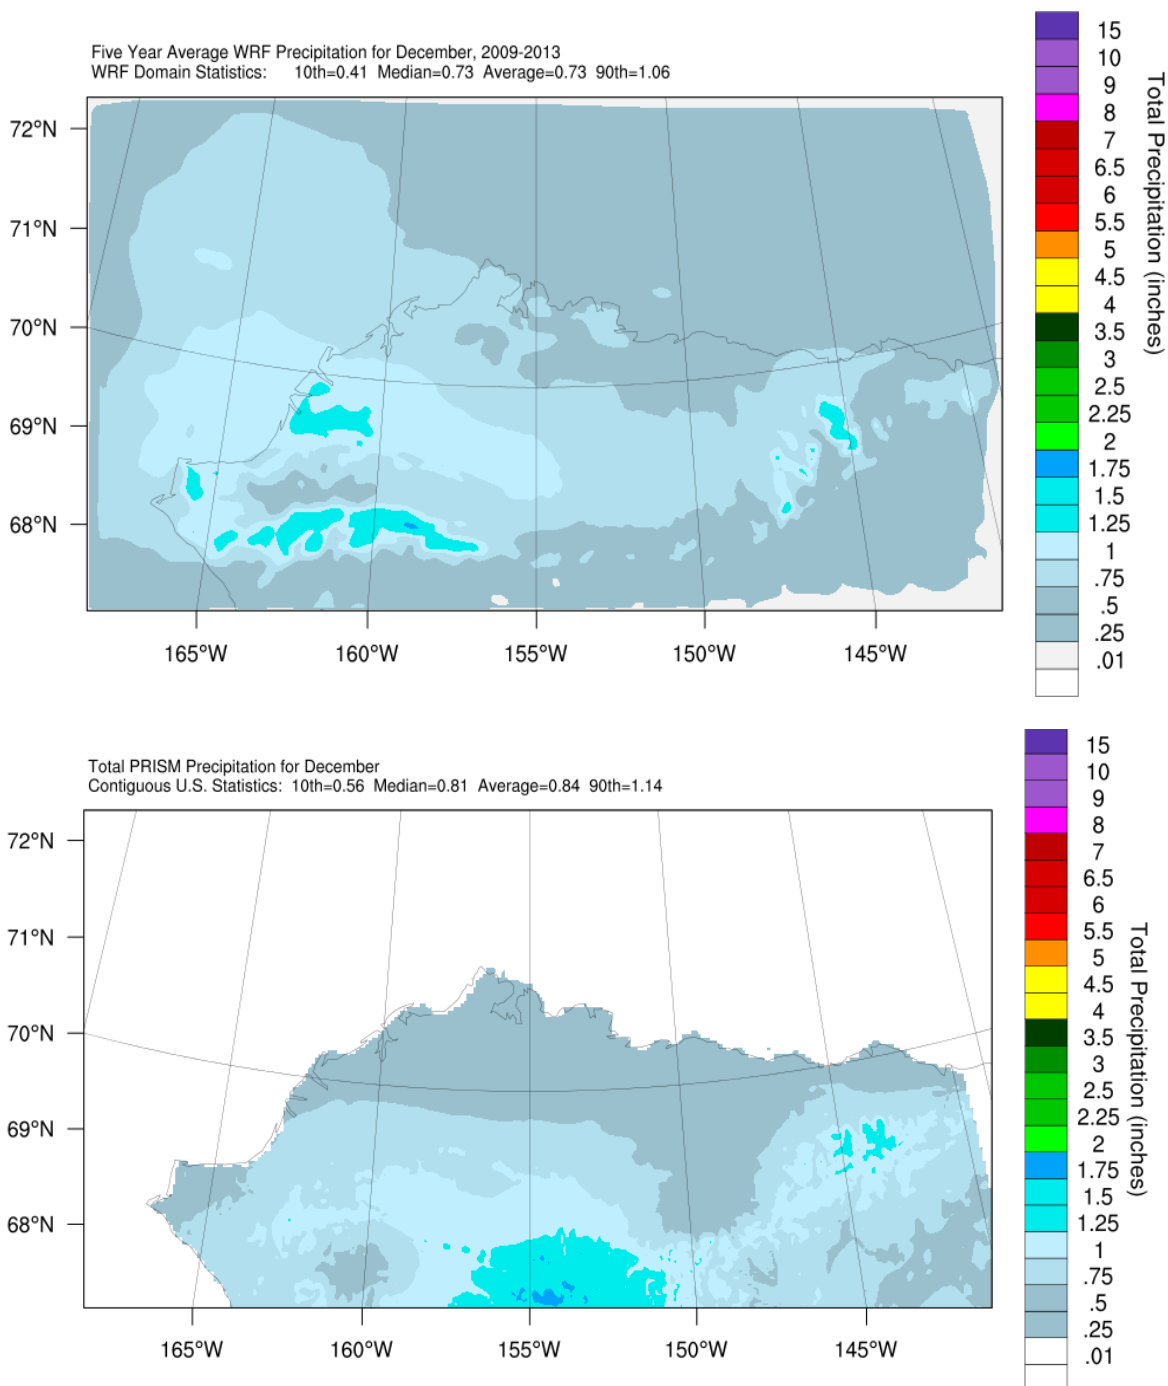 Five Year Average WRF Precipitation for December, 2009-2013
WRF Domain Statistics: 10th=0.41 Median=0.73 Average=0.73 90th=1.06
72°N
71°N
70°N
69°N
68°N
165°W 160°W 155°W 150°W 145°W
15
10
9
8
7
6.5
6
5.5
5
4.5
4
3.5
3
2.5
2.25
2
1.75
1.5
1.25
1
.75
.5
.25
.01
Total Precipitation (inches)
Total PRISM Precipitation for December
Contiguous U.S. Statistics: 10th=0.56 Median=0.81 Average=0.84 90th=1.14
72°N
71°N
70°N
69°N
68°N
165°W 160°W 155°W 150°W 145°W
15
10
9
8
7
6.5
6
5.5
5
4.5
4
3.5
3
2.5
2.25
2
1.75
1.5
1.25
1
.75
.5
.25
.01
Total Precipitation (inches)